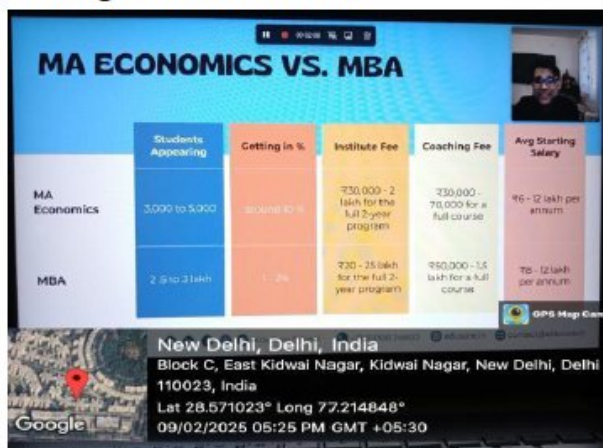 MA ECONOMICS VS. MBA
Students
Appearing
Getting in %
Institute Fee
Coaching Fee
Avg Starting
Salary
MA
Economics
3,000 to 5,000
around 10 %
₹30,000 - 2
lakh for the
full 2-year
program
₹30,000 -
70,000 for a
full course
₹6 - 12 lakh per
annum
MBA
2.5 to 3 lakh
1 - 2%
₹20 - 25 lakh
for the full 2-
year program
₹50,000 - 1.5
lakh for a full
course
₹8 - 12 lakh
per annum
GPS Map Cam
New Delhi, Delhi, India
Block C, East Kidwai Nagar, Kidwai Nagar, New Delhi, Delhi
110023, India
Lat 28.571023° Long 77.214848°
09/02/2025 05:25 PM GMT +05:30
Google